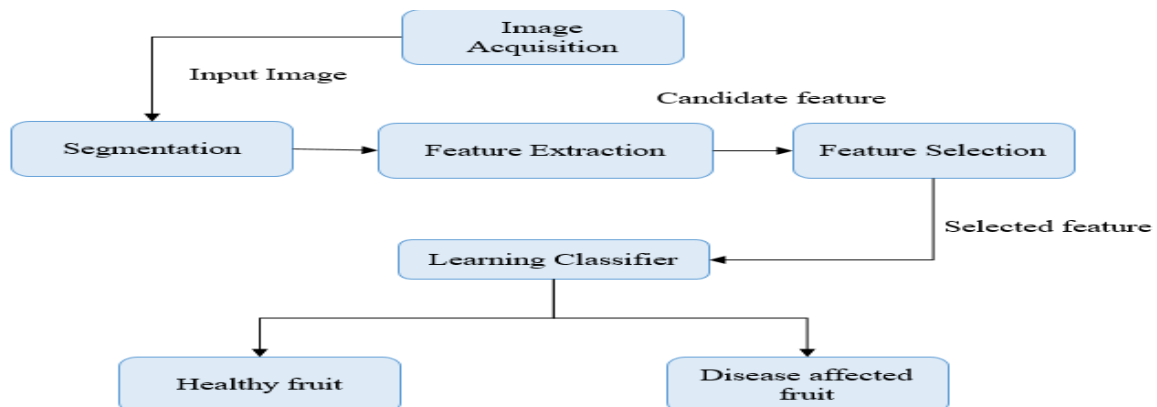 Image
Acquisition
Input Image
Candidate feature
Segmentation
Feature Extraction
Feature Selection
Selected feature
Learning Classifier
Healthy fruit
Disease affected
fruit